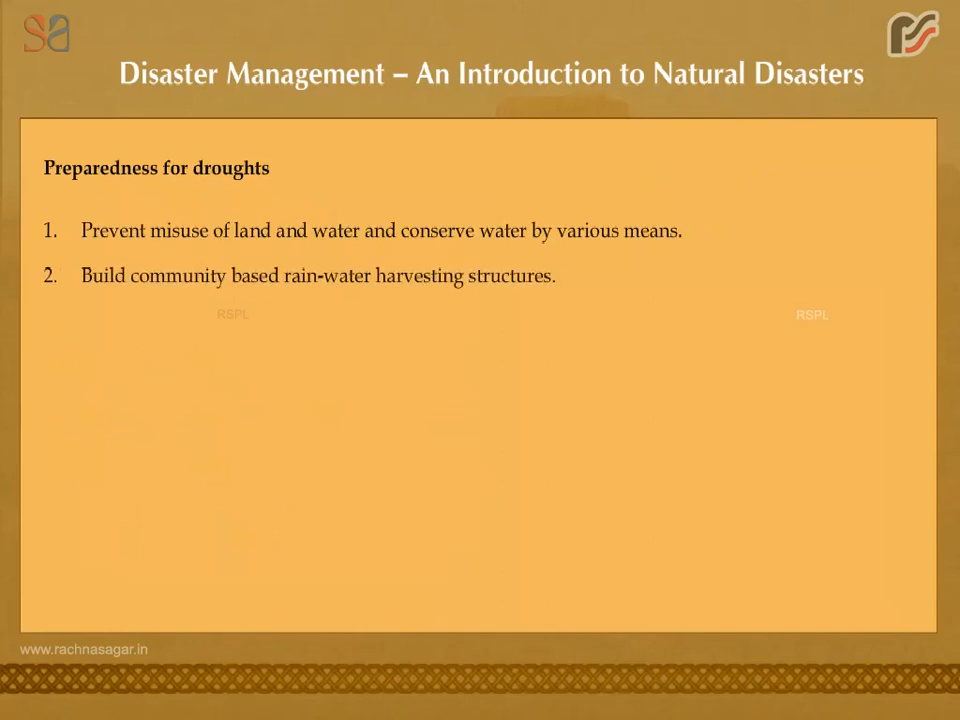 sa
Disaster Management – An Introduction to Natural Disasters
Preparedness for droughts
1. Prevent misuse of land and water and conserve water by various means.
2. Build community based rain-water harvesting structures.
RSPL RSPL
www.rachnasagar.in